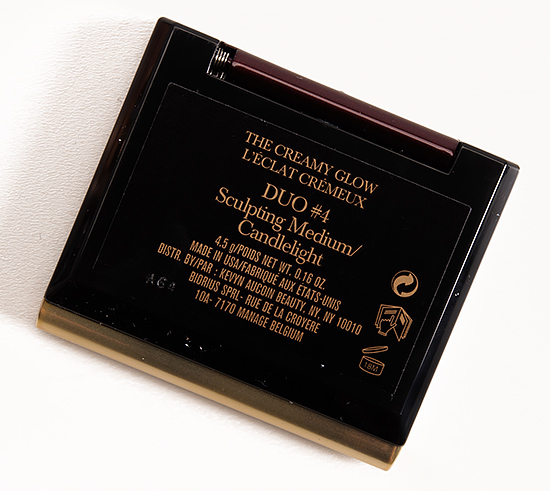 THE CREAMY GLOW
L'ÉCLAT CRÉMEUX
DUO #4
Sculpting Medium/
Candlelight
4.5 g/POIDS NET WT. 0.16 OZ.
MADE IN USA/FABRIQUE AUX ETATS-UNIS
DISTR. BY/PAR : KEVYN AUCOIN BEAUTY, NY, NY 10010
BIORIUS SPRL- RUE DE LA CROYERE
10A- 7170 MANAGE BELGIUM
18M